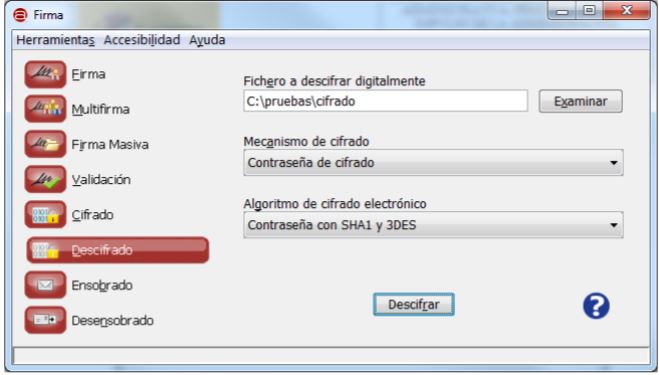 Firma
Herramientas Accesibilidad Ayuda
Firma
Multifirma
Firma Masiva
Validación
Cifrado
Descifrado
Ensobrado
Desensobrado
Fichero a descifrar digitalmente
C:\pruebas\cifrado
Examinar
Mecanismo de cifrado
Contraseña de cifrado
Algoritmo de cifrado electrónico
Contraseña con SHA1 y 3DES
Descifrar